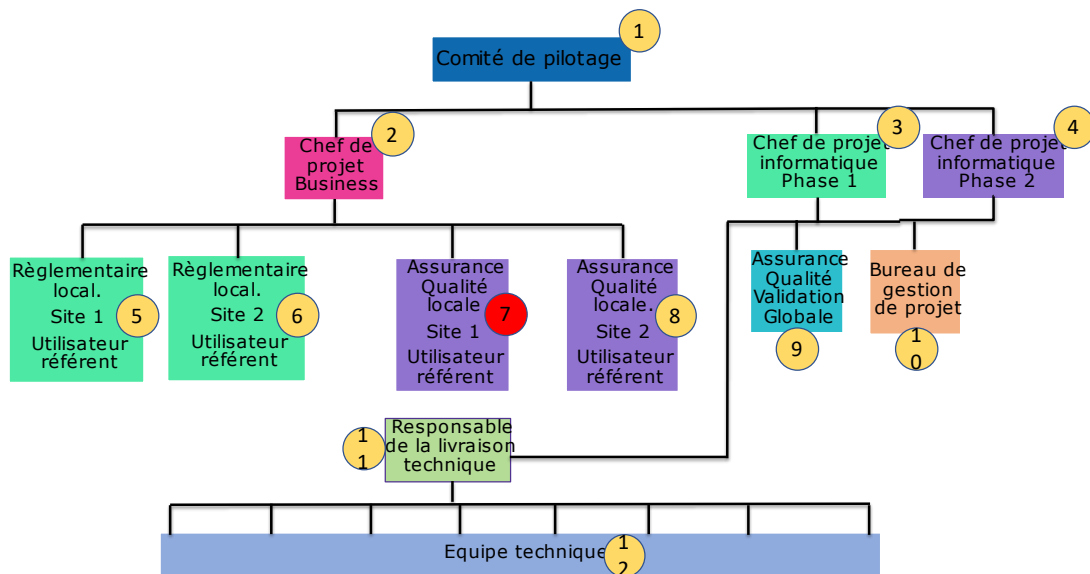 1
Comité de pilotage
2
Chef de
projet
Business
3
Chef de projet
informatique
Phase 1
4
Chef de projet
informatique
Phase 2
Règlementaire
local.
Site 1
Utilisateur
référent
5
Règlementaire
local.
Site 2
Utilisateur
référent
6
Assurance
Qualité
locale
Site 1
Utilisateur
référent
7
Assurance
Qualité
locale.
Site 2
Utilisateur
référent
8
Assurance
Qualité
Validation
Globale
9
Bureau de
gestion
de projet
1
0
1
1
Responsable
de la livraison
technique
Equipe technique
1
2